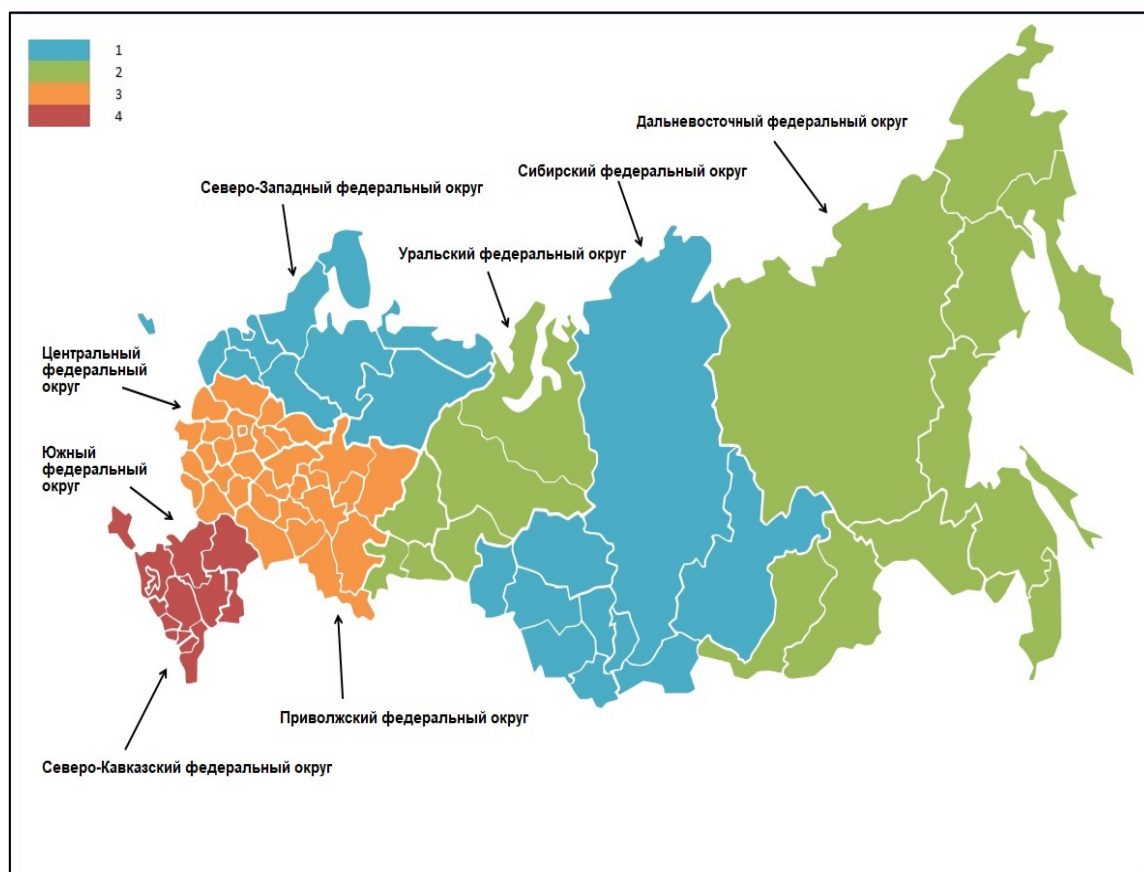 1
2
3
4
Дальневосточный федеральный округ
Сибирский федеральный округ
Северо-Западный федеральный округ
Уральский федеральный округ
Центральный
федеральный
округ
Южный
федеральный
округ
Приволжский федеральный округ
Северо-Кавказский федеральный округ